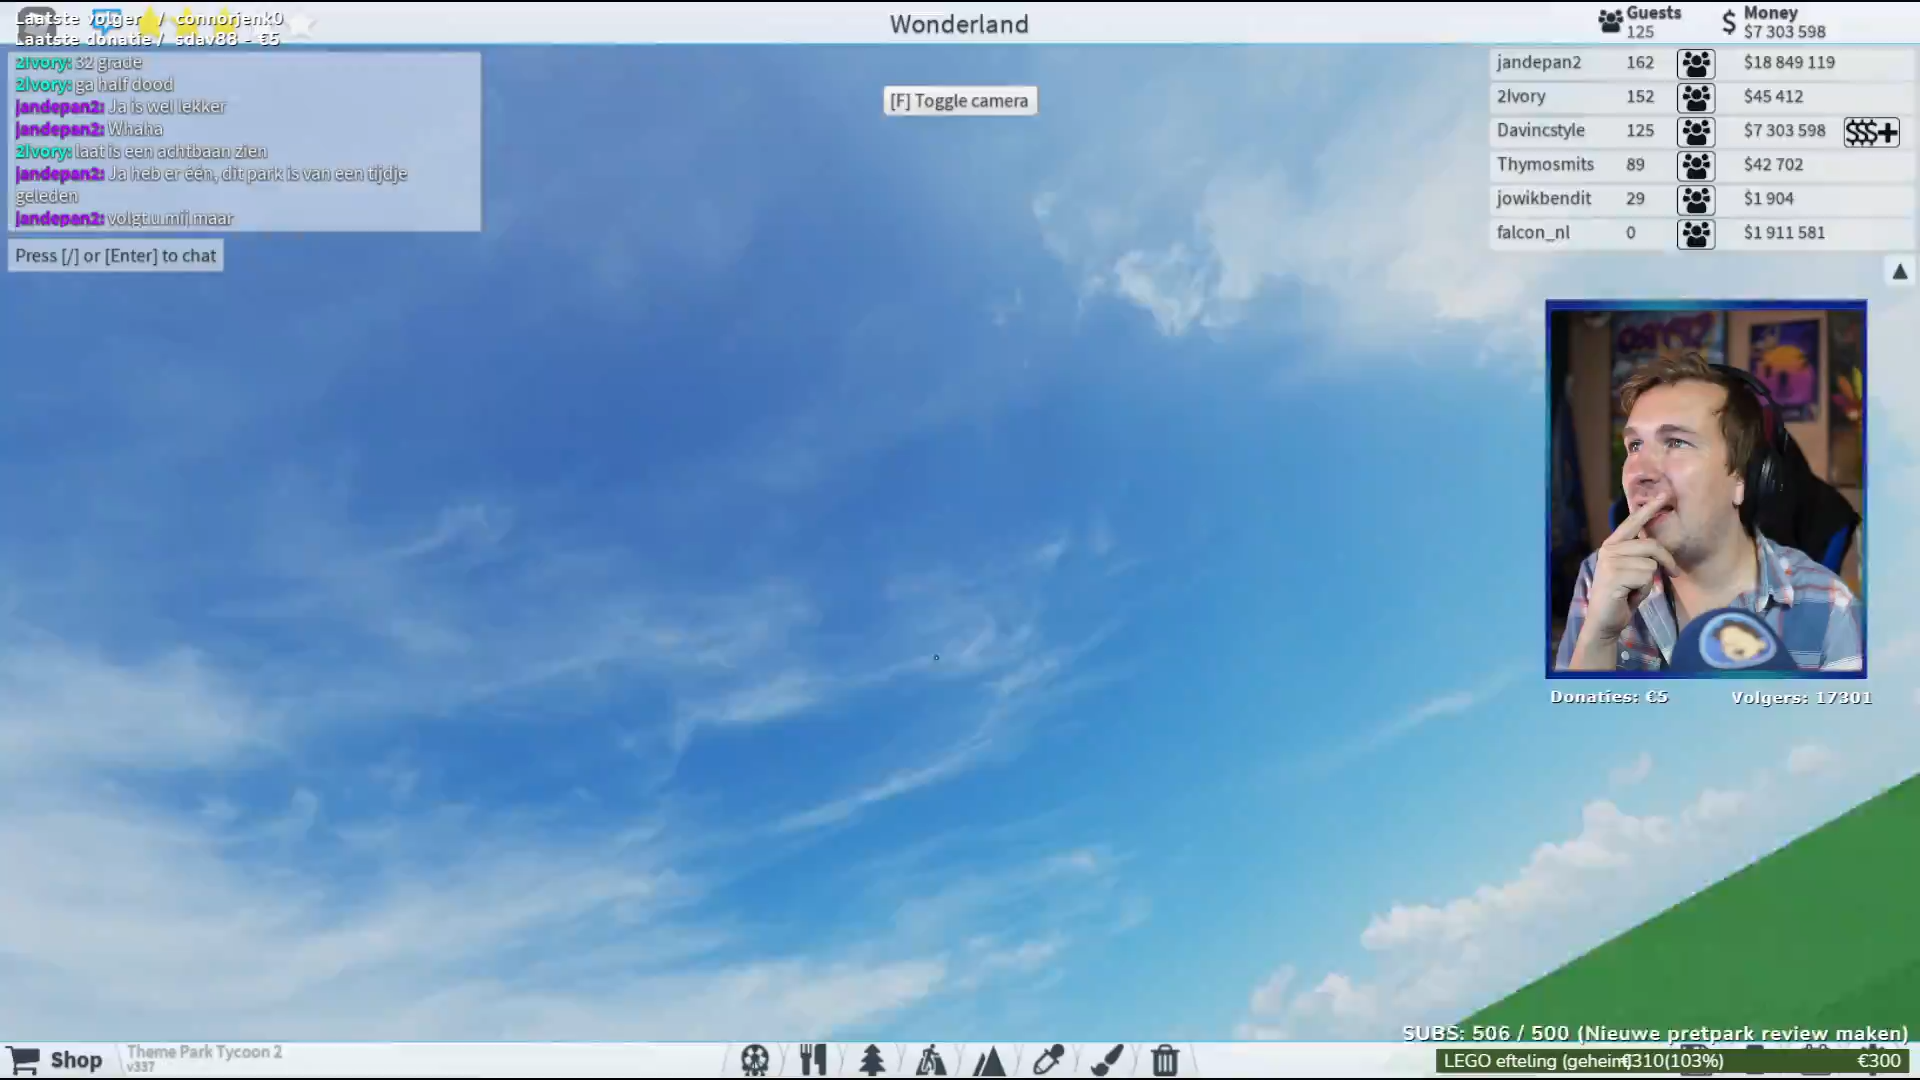 Laatste volger / connorjenk0
Laatste donatie / sdav88 - €5
Wonderland
Guests
125
Money
$7 303 598
2Ivory: 32 grade
2Ivory: ga half dood
jandepan2: Ja is wel lekker
jandepan2: Whaha
2Ivory: laat is een achtbaan zien
jandepan2: Ja heb er één, dit park is van een tijdje
geleden
jandepan2: volgt u mij maar
Press [/] or [Enter] to chat
[F] Toggle camera
jandepan2 162 $18 849 119
2Ivory 152 $45 412
Davincstyle 125 $7 303 598 $$$+
Thymosmits 89 $42 702
jowikbendit 29 $1 904
falcon_nl 0 $1 911 581
Donaties: €5 Volgers: 17301
SUBS: 506 / 500 (Nieuwe pretpark review maken)
LEGO efteling (geheim €310(103%) €300
Shop
Theme Park Tycoon 2
v337